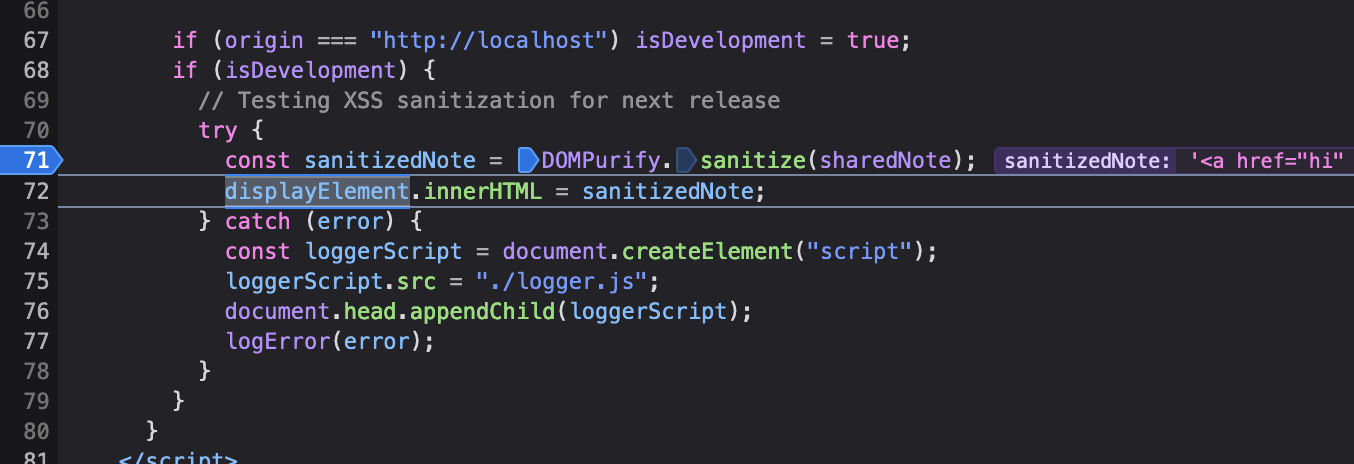 66
67 if (origin === "http://localhost") isDevelopment = true;
68 if (isDevelopment) {
69 // Testing XSS sanitization for next release
70 try {
71 const sanitizedNote = DOMPurify.sanitize(sharedNote); sanitizedNote: '<a href="hi"
72 displayElement.innerHTML = sanitizedNote;
73 } catch (error) {
74 const loggerScript = document.createElement("script");
75 loggerScript.src = "./logger.js";
76 document.head.appendChild(loggerScript);
77 logError(error);
78 }
79 }
80 }
81 </script>